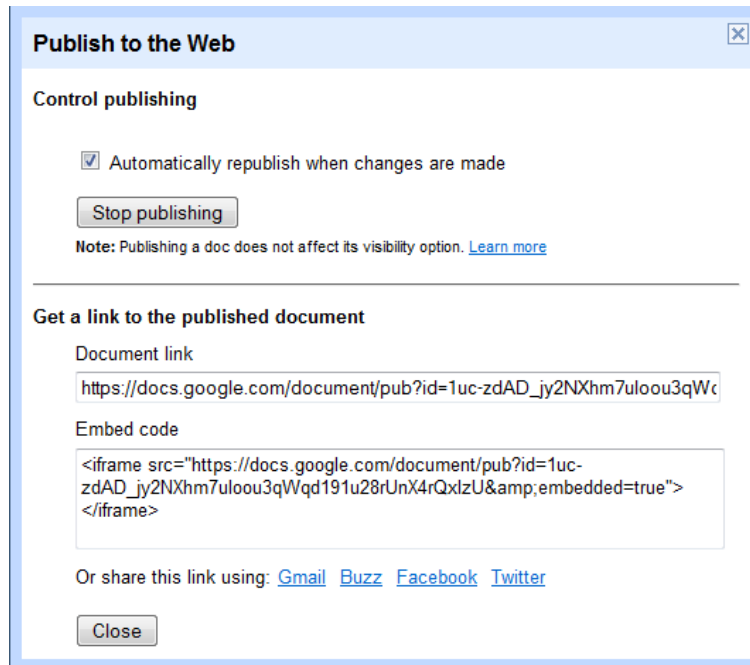 Publish to the Web
Control publishing
Automatically republish when changes are made
Stop publishing
Note: Publishing a doc does not affect its visibility option. Learn more
Get a link to the published document
Document link
https://docs.google.com/document/pub?id=1uc-zdAD_jy2NXhm7uloou3qWc
Embed code
<iframe src="https://docs.google.com/document/pub?id=1uc-
zdAD_jy2NXhm7uloou3qWqd191u28rUnX4rQxlzU&amp;embedded=true">
</iframe>
Or share this link using: Gmail Buzz Facebook Twitter
Close